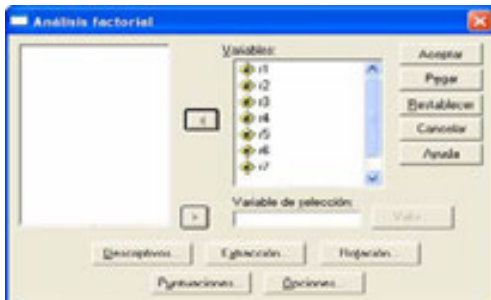 Análisis factorial
Variables:
r1
r2
r3
r4
r5
r6
r7
Aceptar
Pegar
Restablecer
Cancelar
Ayuda
Variable de selección:
Valor...
Descriptivos... Extracción... Rotación...
Puntuaciones... Opciones...